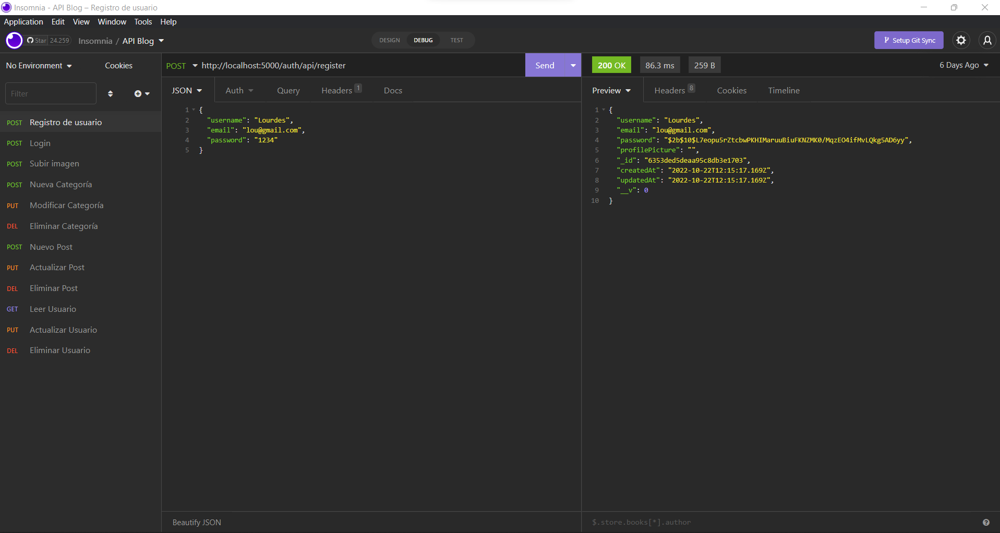 Insomnia - API Blog – Registro de usuario
Application Edit View Window Tools Help
Star 24.259 Insomnia / API Blog
DESIGN DEBUG TEST
Setup Git Sync
No Environment Cookies
POST http://localhost:5000/auth/api/register
Send
200 OK 86.3 ms 259 B
6 Days Ago
Filter
POST Registro de usuario
POST Login
POST Subir imagen
POST Nueva Categoría
PUT Modificar Categoría
DEL Eliminar Categoría
POST Nuevo Post
PUT Actualizar Post
DEL Eliminar Post
GET Leer Usuario
PUT Actualizar Usuario
DEL Eliminar Usuario
JSON Auth Query Headers 1 Docs
1 {
2 "username": "Lourdes",
3 "email": "lou@gmail.com",
4 "password": "1234"
5 }
Beautify JSON
Preview Headers 8 Cookies Timeline
1 {
2 "username": "Lourdes",
3 "email": "lou@gmail.com",
4 "password": "$2b$10$L7eopu5rZtcbwPKHIMaruuBiuFKNZMK0/MqzEO4ifMvLQkg5AD6yy",
5 "profilePicture": "",
6 "_id": "6353ded5deaa95c8db3e1703",
7 "createdAt": "2022-10-22T12:15:17.169Z",
8 "updatedAt": "2022-10-22T12:15:17.169Z",
9 "__v": 0
10 }
$.store.books[*].author